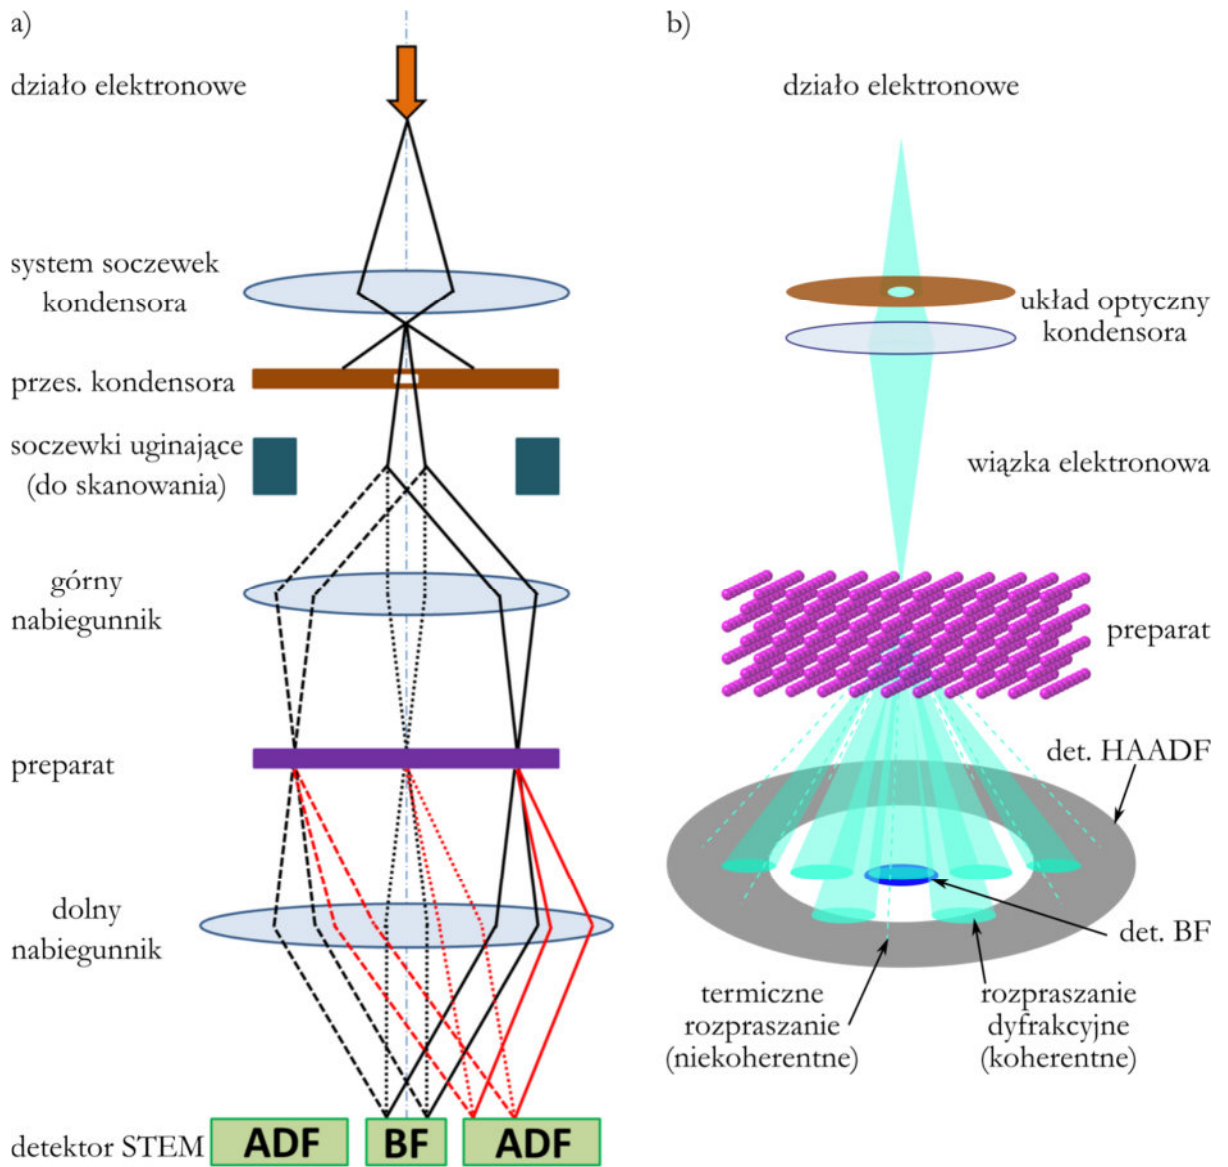 a)
działo elektronowe
system soczewek
kondensora
przes. kondensora
soczewki uginające
(do skanowania)
górny
nabiegunnik
preparat
dolny
nabiegunnik
detektor STEM
ADF
BF
ADF
b)
działo elektronowe
układ optyczny
kondensora
wiązka elektronowa
preparat
det. HAADF
det. BF
termiczne
rozpraszanie
(niekoherentne)
rozpraszanie
dyfrakcyjne
(koherentne)